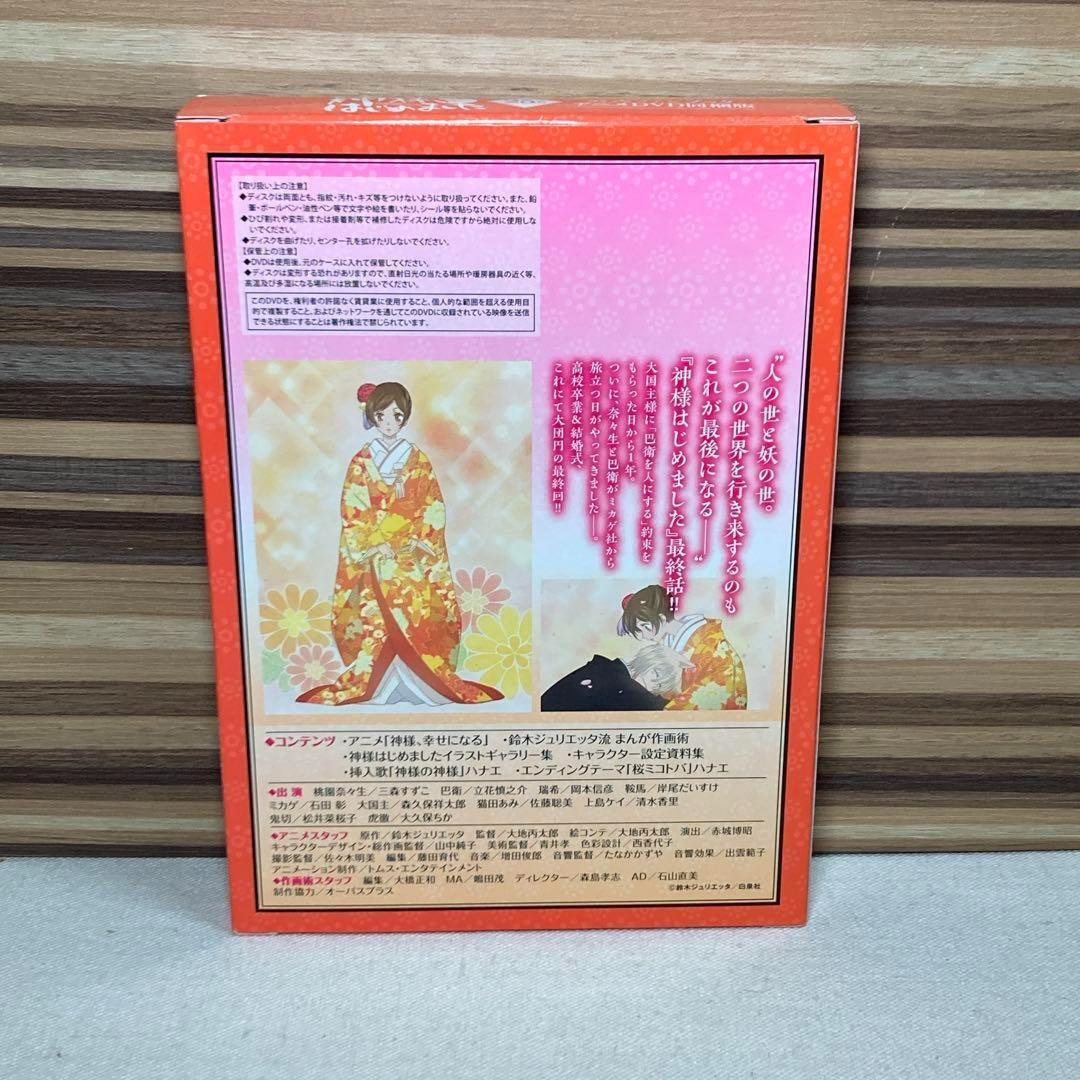 はじめました
アニメDVD同梱版
【取り扱い上の注意】
◆ディスクは両面とも、指紋・汚れ・キズ等をつけないように取り扱ってください。また、鉛
筆・ボールペン・油性ペン等で文字や絵を書いたり、シール等を貼らないでください。
◆ひび割れや変形、または接着剤等で補修したディスクは危険ですから絶対に使用しな
いでください。
◆ディスクを曲げたり、センター孔を拡げたりしないでください。
【保管上の注意】
◆DVDは使用後、元のケースに入れて保管してください。
◆ディスクは変形する恐れがありますので、直射日光の当たる場所や暖房器具の近く等、
高温及び多湿になる場所には放置しないでください。
このDVDを、権利者の許諾なく賃貸業に使用すること、個人的な範囲を超える使用目
的で複製すること、およびネットワークを通じてこのDVDに収録されている映像を送信
できる状態にすることは著作権法で禁じられています。
"人の世と妖の世。
二つの世界を行き来するのも
これが最後になる——"
『神様はじめました』最終話!!
大国主様に「巴衛を人にする」約束を
もらった日から1年。
ついに、奈々生と巴衛がミカゲ社から
旅立つ日がやってきました——。
高校卒業&結婚式、
これにて大団円の最終回!!
◆コンテンツ ・アニメ「神様、幸せになる」 ・鈴木ジュリエッタ流 まんが作画術
・神様はじめましたイラストギャラリー集 ・キャラクター設定資料集
・挿入歌「神様の神様」ハナエ ・エンディングテーマ「桜ミコトバ」ハナエ
◆出 演 桃園奈々生/三森すずこ 巴衛/立花慎之介 瑞希/岡本信彦 鞍馬/岸尾だいすけ
ミカゲ/石田 彰 大国主/森久保祥太郎 猫田あみ/佐藤聡美 上島ケイ/清水香里
鬼切/松井菜桜子 虎徹/大久保ちか
◆アニメスタッフ 原作/鈴木ジュリエッタ 監督/大地丙太郎 絵コンテ/大地丙太郎 演出/赤城博昭
キャラクターデザイン・総作画監督/山中純子 美術監督/青井孝 色彩設計/西香代子
撮影監督/佐々木明美 編集/藤田育代 音楽/増田俊郎 音響監督/たなかかずや 音響効果/出雲範子
アニメーション制作/トムス・エンタテインメント
◆作画術スタッフ 編集/大橋正和 MA/嶋田茂 ディレクター/森島孝志 AD/石山直美
制作協力/オーパスプラス
©鈴木ジュリエッタ/白泉社